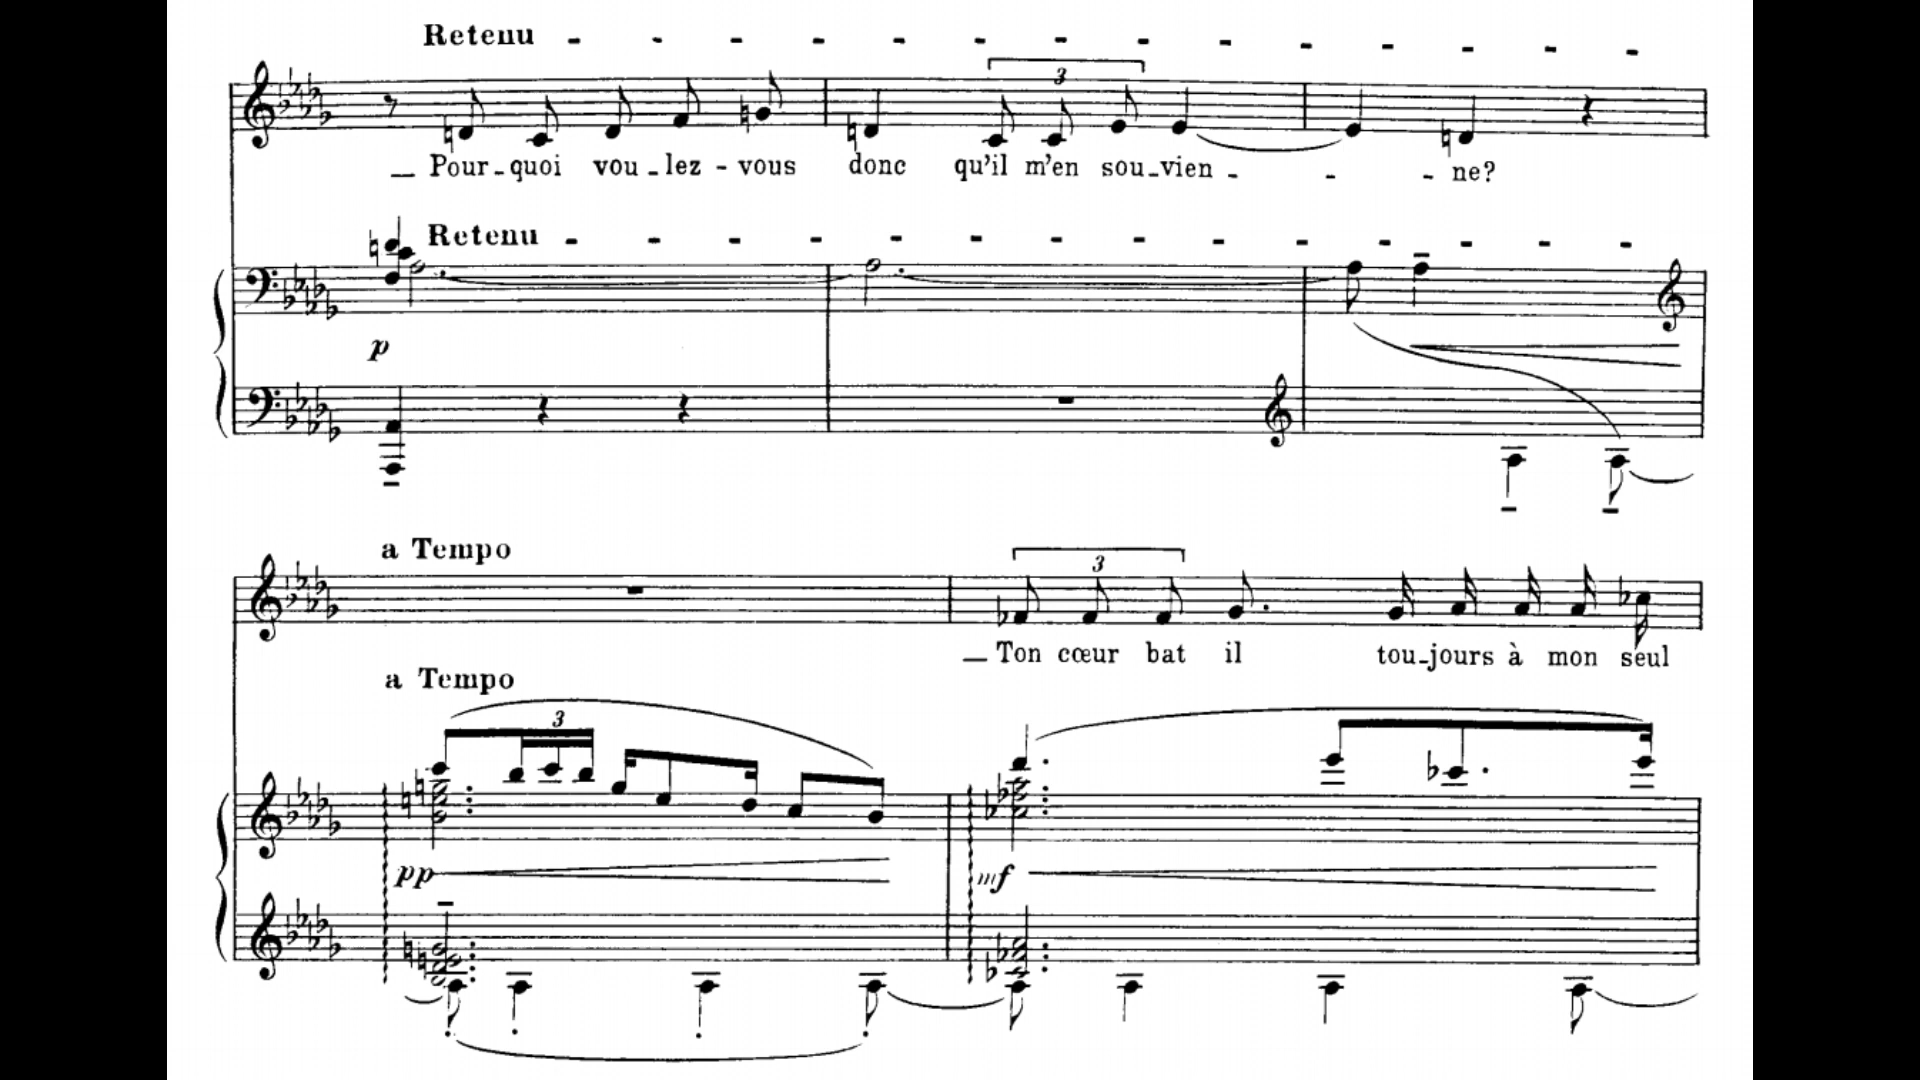 Retenu
3
_ Pour-quoi vou-lez-vous donc qu'il m'en sou-vien - - - ne?
Retenu
p
a Tempo
3
_ Ton cœur bat il tou-jours à mon seul
a Tempo
3
pp mf